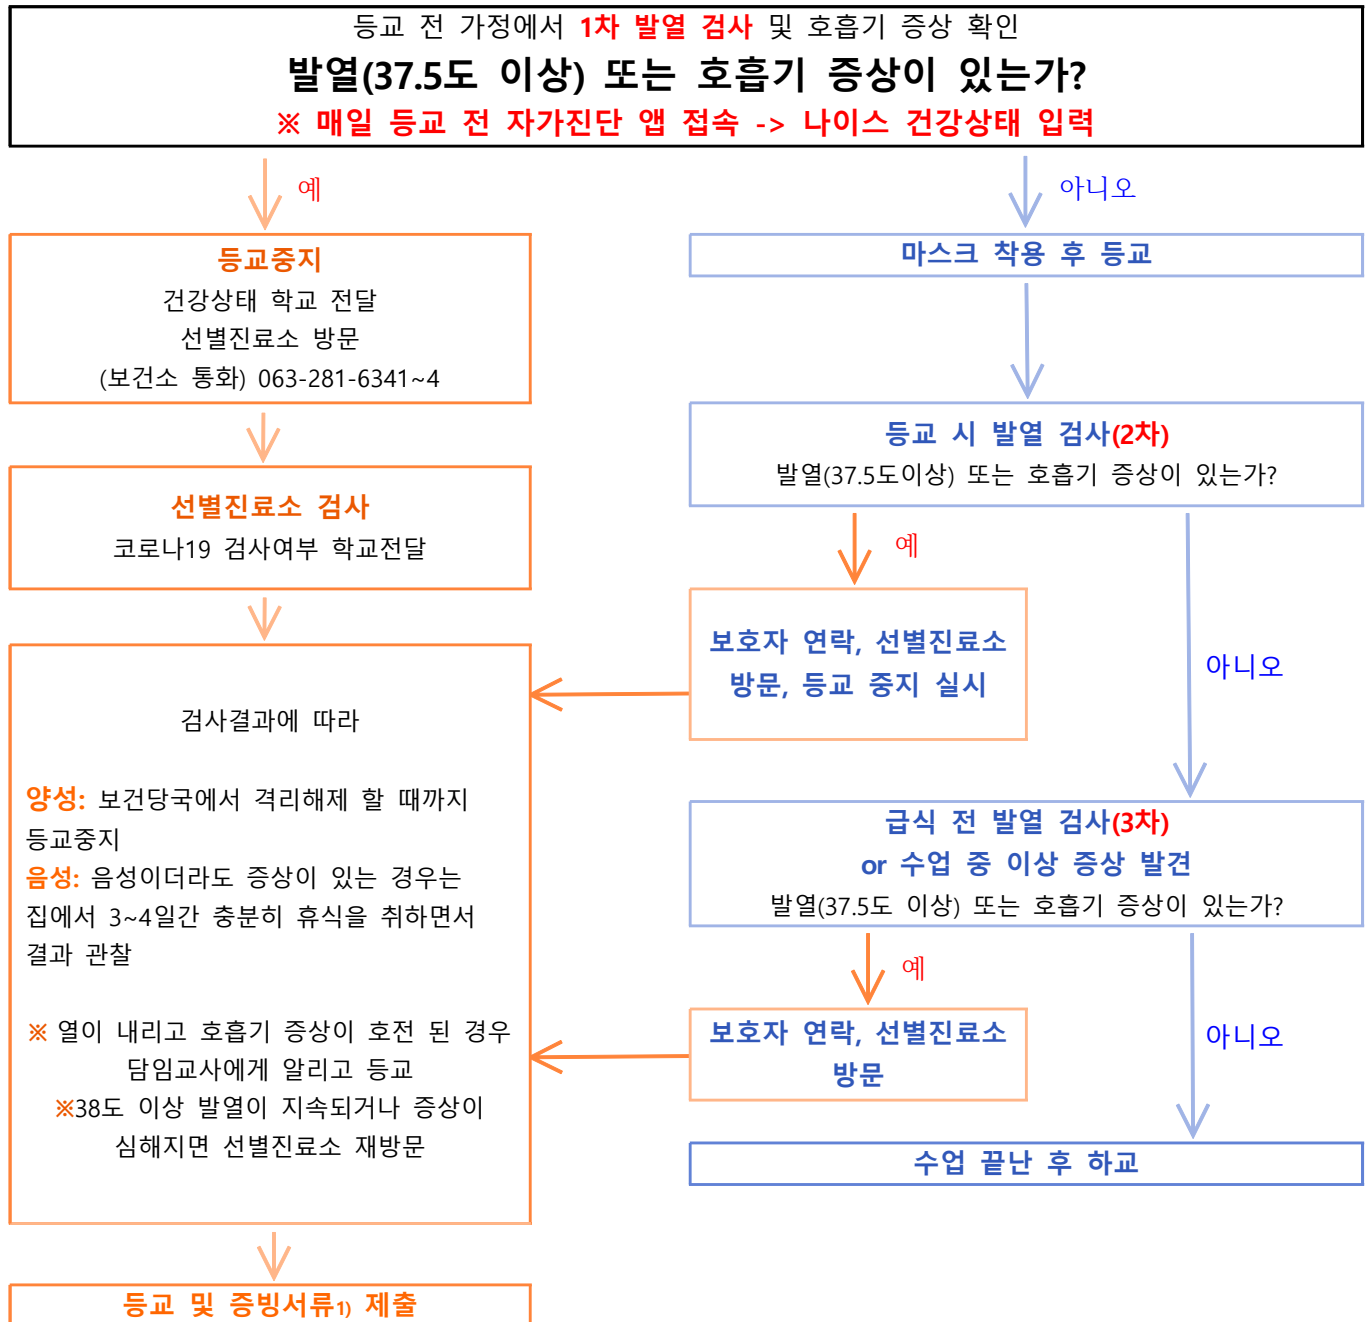 등교 전 가정에서 1차 발열 검사 및 호흡기 증상 확인
발열(37.5도 이상) 또는 호흡기 증상이 있는가?
※ 매일 등교 전 자가진단 앱 접속 -> 나이스 건강상태 입력
예
아니오
등교중지
건강상태 학교 전달
선별진료소 방문
(보건소 통화) 063-281-6341~4
마스크 착용 후 등교
등교 시 발열 검사(2차)
발열(37.5도이상) 또는 호흡기 증상이 있는가?
선별진료소 검사
코로나19 검사여부 학교전달
예
아니오
보호자 연락, 선별진료소
방문, 등교 중지 실시
검사결과에 따라
양성: 보건당국에서 격리해제 할 때까지
등교중지
음성: 음성이더라도 증상이 있는 경우는
집에서 3~4일간 충분히 휴식을 취하면서
결과 관찰
※ 열이 내리고 호흡기 증상이 호전 된 경우
담임교사에게 알리고 등교
※38도 이상 발열이 지속되거나 증상이
심해지면 선별진료소 재방문
급식 전 발열 검사(3차)
or 수업 중 이상 증상 발견
발열(37.5도 이상) 또는 호흡기 증상이 있는가?
예
아니오
보호자 연락, 선별진료소
방문
수업 끝난 후 하교
등교 및 증빙서류1) 제출